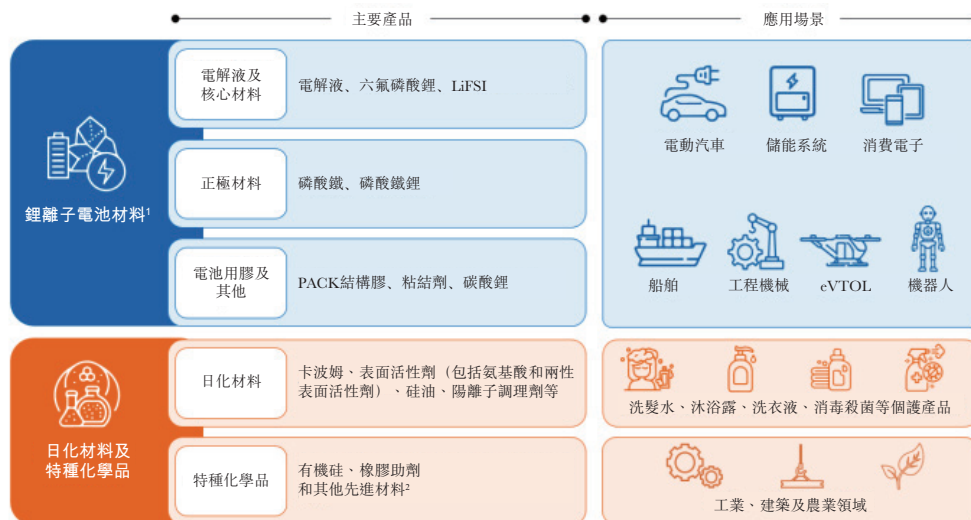 主要產品
應用場景
鋰離子電池材料¹
電解液及
核心材料
電解液、六氟磷酸鋰、LiFSI
正極材料
磷酸鐵、磷酸鐵鋰
電池用膠及
其他
PACK結構膠、粘結劑、碳酸鋰
電動汽車
儲能系統
消費電子
船舶
工程機械
eVTOL
機器人
日化材料及
特種化學品
日化材料
卡波姆、表面活性劑（包括氨基酸和兩性
表面活性劑）、硅油、陽離子調理劑等
洗髮水、沐浴露、洗衣液、消毒殺菌等個護產品
特種化學品
有機硅、橡膠助劑
和其他先進材料²
工業、建築及農業領域